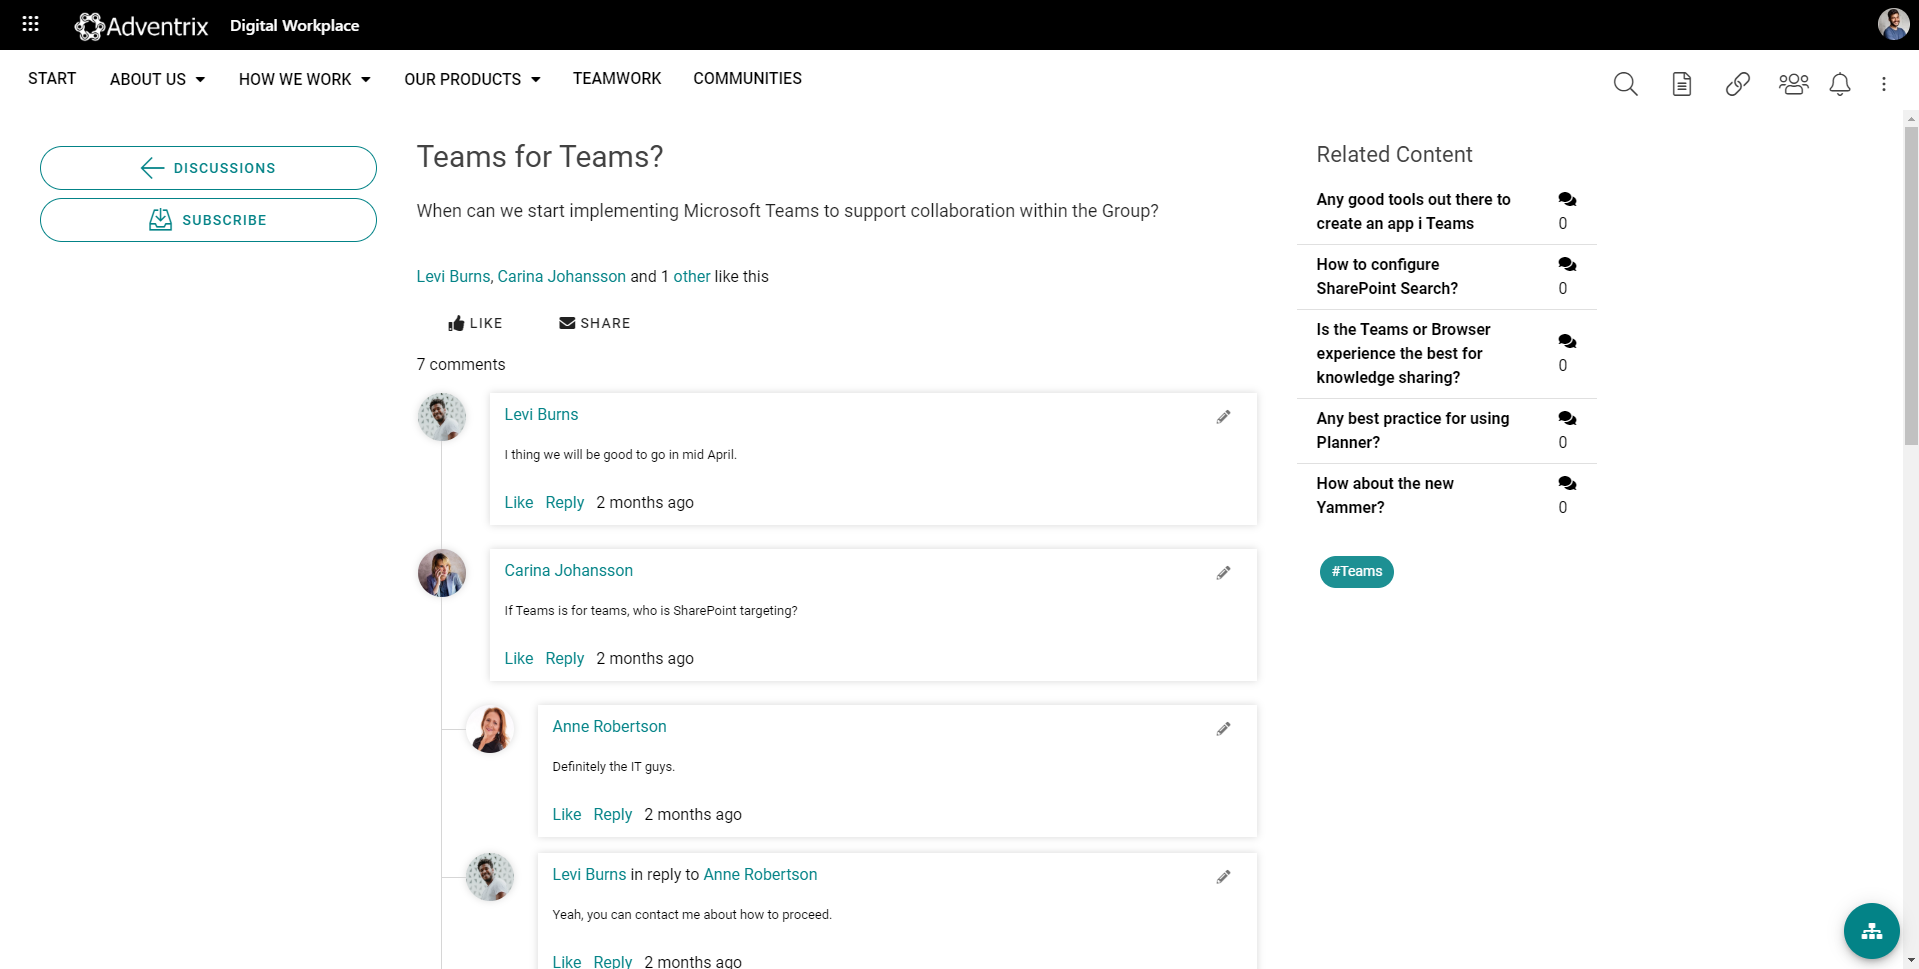 Adventrix Digital Workplace
START ABOUT US HOW WE WORK OUR PRODUCTS TEAMWORK COMMUNITIES
DISCUSSIONS
SUBSCRIBE
Teams for Teams?
When can we start implementing Microsoft Teams to support collaboration within the Group?
Levi Burns, Carina Johansson and 1 other like this
LIKE SHARE
7 comments
Levi Burns
I thing we will be good to go in mid April.
Like Reply 2 months ago
Carina Johansson
If Teams is for teams, who is SharePoint targeting?
Like Reply 2 months ago
Anne Robertson
Definitely the IT guys.
Like Reply 2 months ago
Levi Burns in reply to Anne Robertson
Yeah, you can contact me about how to proceed.
Like Reply 2 months ago
Related Content
Any good tools out there to
create an app i Teams
0
How to configure
SharePoint Search?
0
Is the Teams or Browser
experience the best for
knowledge sharing?
0
Any best practice for using
Planner?
0
How about the new
Yammer?
0
#Teams